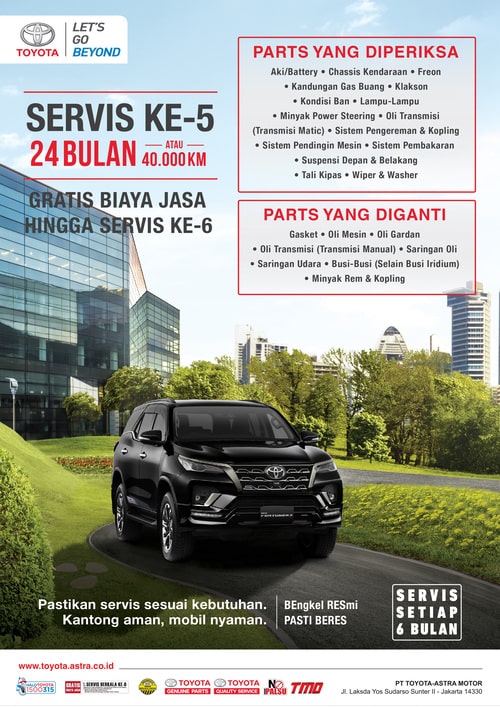 TOYOTA
LET'S
GO
BEYOND
SERVIS KE-5
24 BULAN ATAU 40.000 KM
GRATIS BIAYA JASA
HINGGA SERVIS KE-6
PARTS YANG DIPERIKSA
Aki/Battery • Chassis Kendaraan • Freon
• Kandungan Gas Buang • Klakson
• Kondisi Ban • Lampu-Lampu
• Minyak Power Steering • Oli Transmisi
(Transmisi Matic) • Sistem Pengereman & Kopling
• Sistem Pendingin Mesin • Sistem Pembakaran
• Suspensi Depan & Belakang
• Tali Kipas • Wiper & Washer
PARTS YANG DIGANTI
Gasket • Oli Mesin • Oli Gardan
• Oli Transmisi (Transmisi Manual) • Saringan Oli
• Saringan Udara • Busi-Busi (Selain Busi Iridium)
• Minyak Rem & Kopling
FORTUNER
Pastikan servis sesuai kebutuhan.
Kantong aman, mobil nyaman.
BEngkel RESmi
PASTI BERES
SERVIS
SETIAP
6 BULAN
www.toyota.astra.co.id
1500315
GRATIS
TOYOTA
GENUINE PARTS
TOYOTA
QUALITY SERVICE
NO
PALSU
TMO
PT TOYOTA-ASTRA MOTOR
Jl. Laksda Yos Sudarso Sunter II - Jakarta 14330